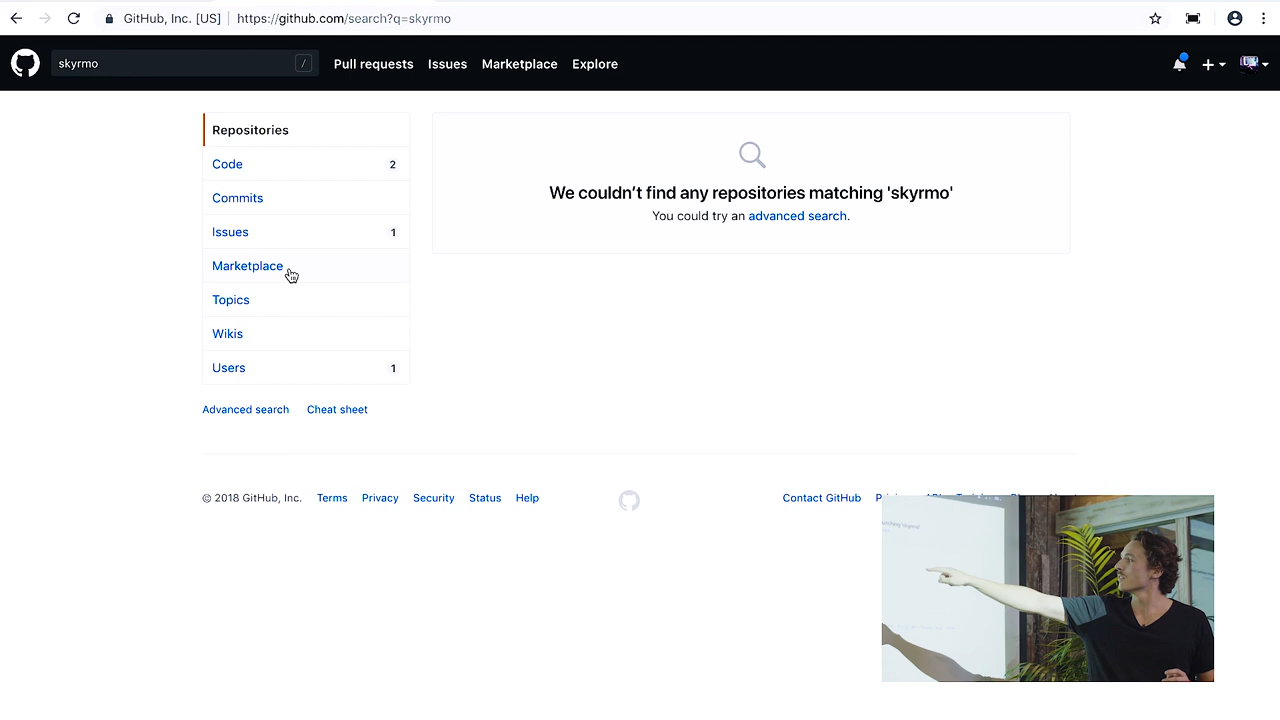 GitHub, Inc. [US] https://github.com/search?q=skyrmo
skyrmo / Pull requests Issues Marketplace Explore
Repositories
Code 2
Commits
Issues 1
Marketplace
Topics
Wikis
Users 1
Advanced search Cheat sheet
We couldn’t find any repositories matching 'skyrmo'
You could try an advanced search.
© 2018 GitHub, Inc. Terms Privacy Security Status Help
Contact GitHub